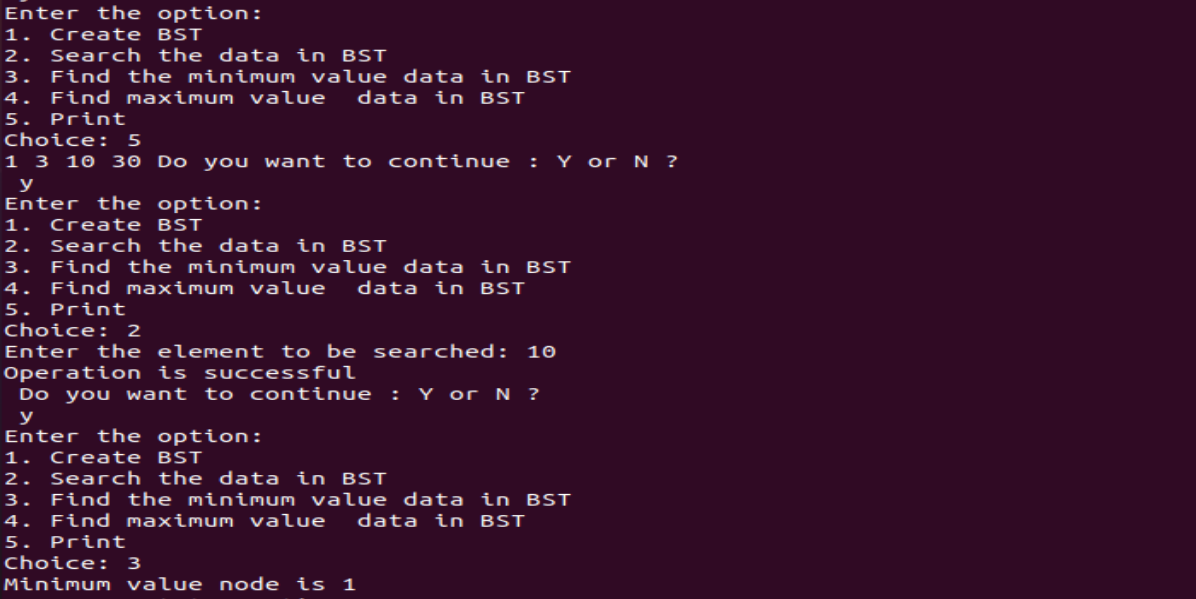 Enter the option:
1. Create BST
2. Search the data in BST
3. Find the minimum value data in BST
4. Find maximum value  data in BST
5. Print
Choice: 5
1 3 10 30 Do you want to continue : Y or N ?
 y
Enter the option:
1. Create BST
2. Search the data in BST
3. Find the minimum value data in BST
4. Find maximum value  data in BST
5. Print
Choice: 2
Enter the element to be searched: 10
Operation is successful
 Do you want to continue : Y or N ?
 y
Enter the option:
1. Create BST
2. Search the data in BST
3. Find the minimum value data in BST
4. Find maximum value  data in BST
5. Print
Choice: 3
Minimum value node is 1